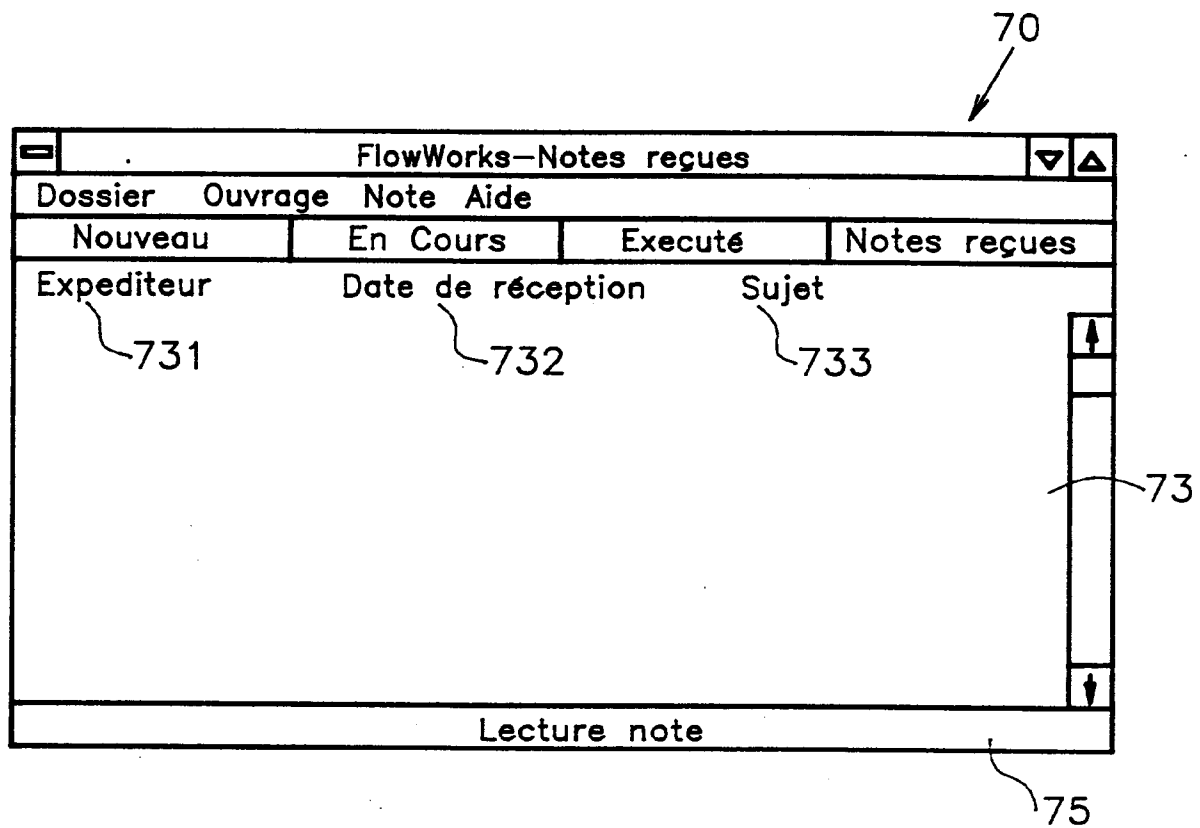 70
FlowWorks-Notes reçues
Dossier Ouvrage Note Aide
Nouveau En Cours Executé Notes reçues
Expediteur Date de réception Sujet
731 732 733
73
Lecture note
75